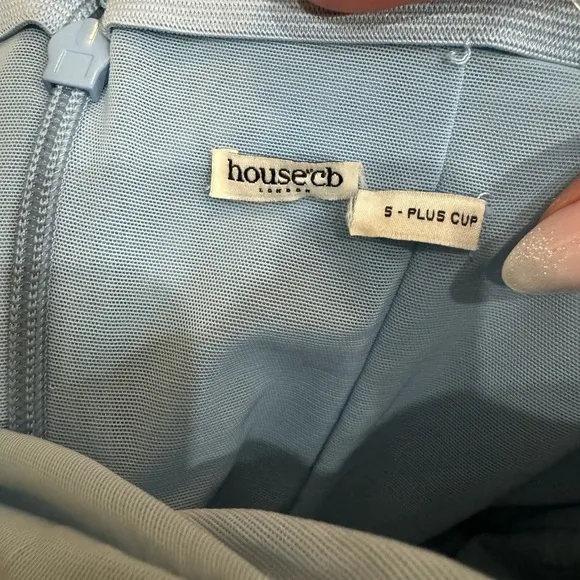 house of cb
LONDON
S - PLUS CUP